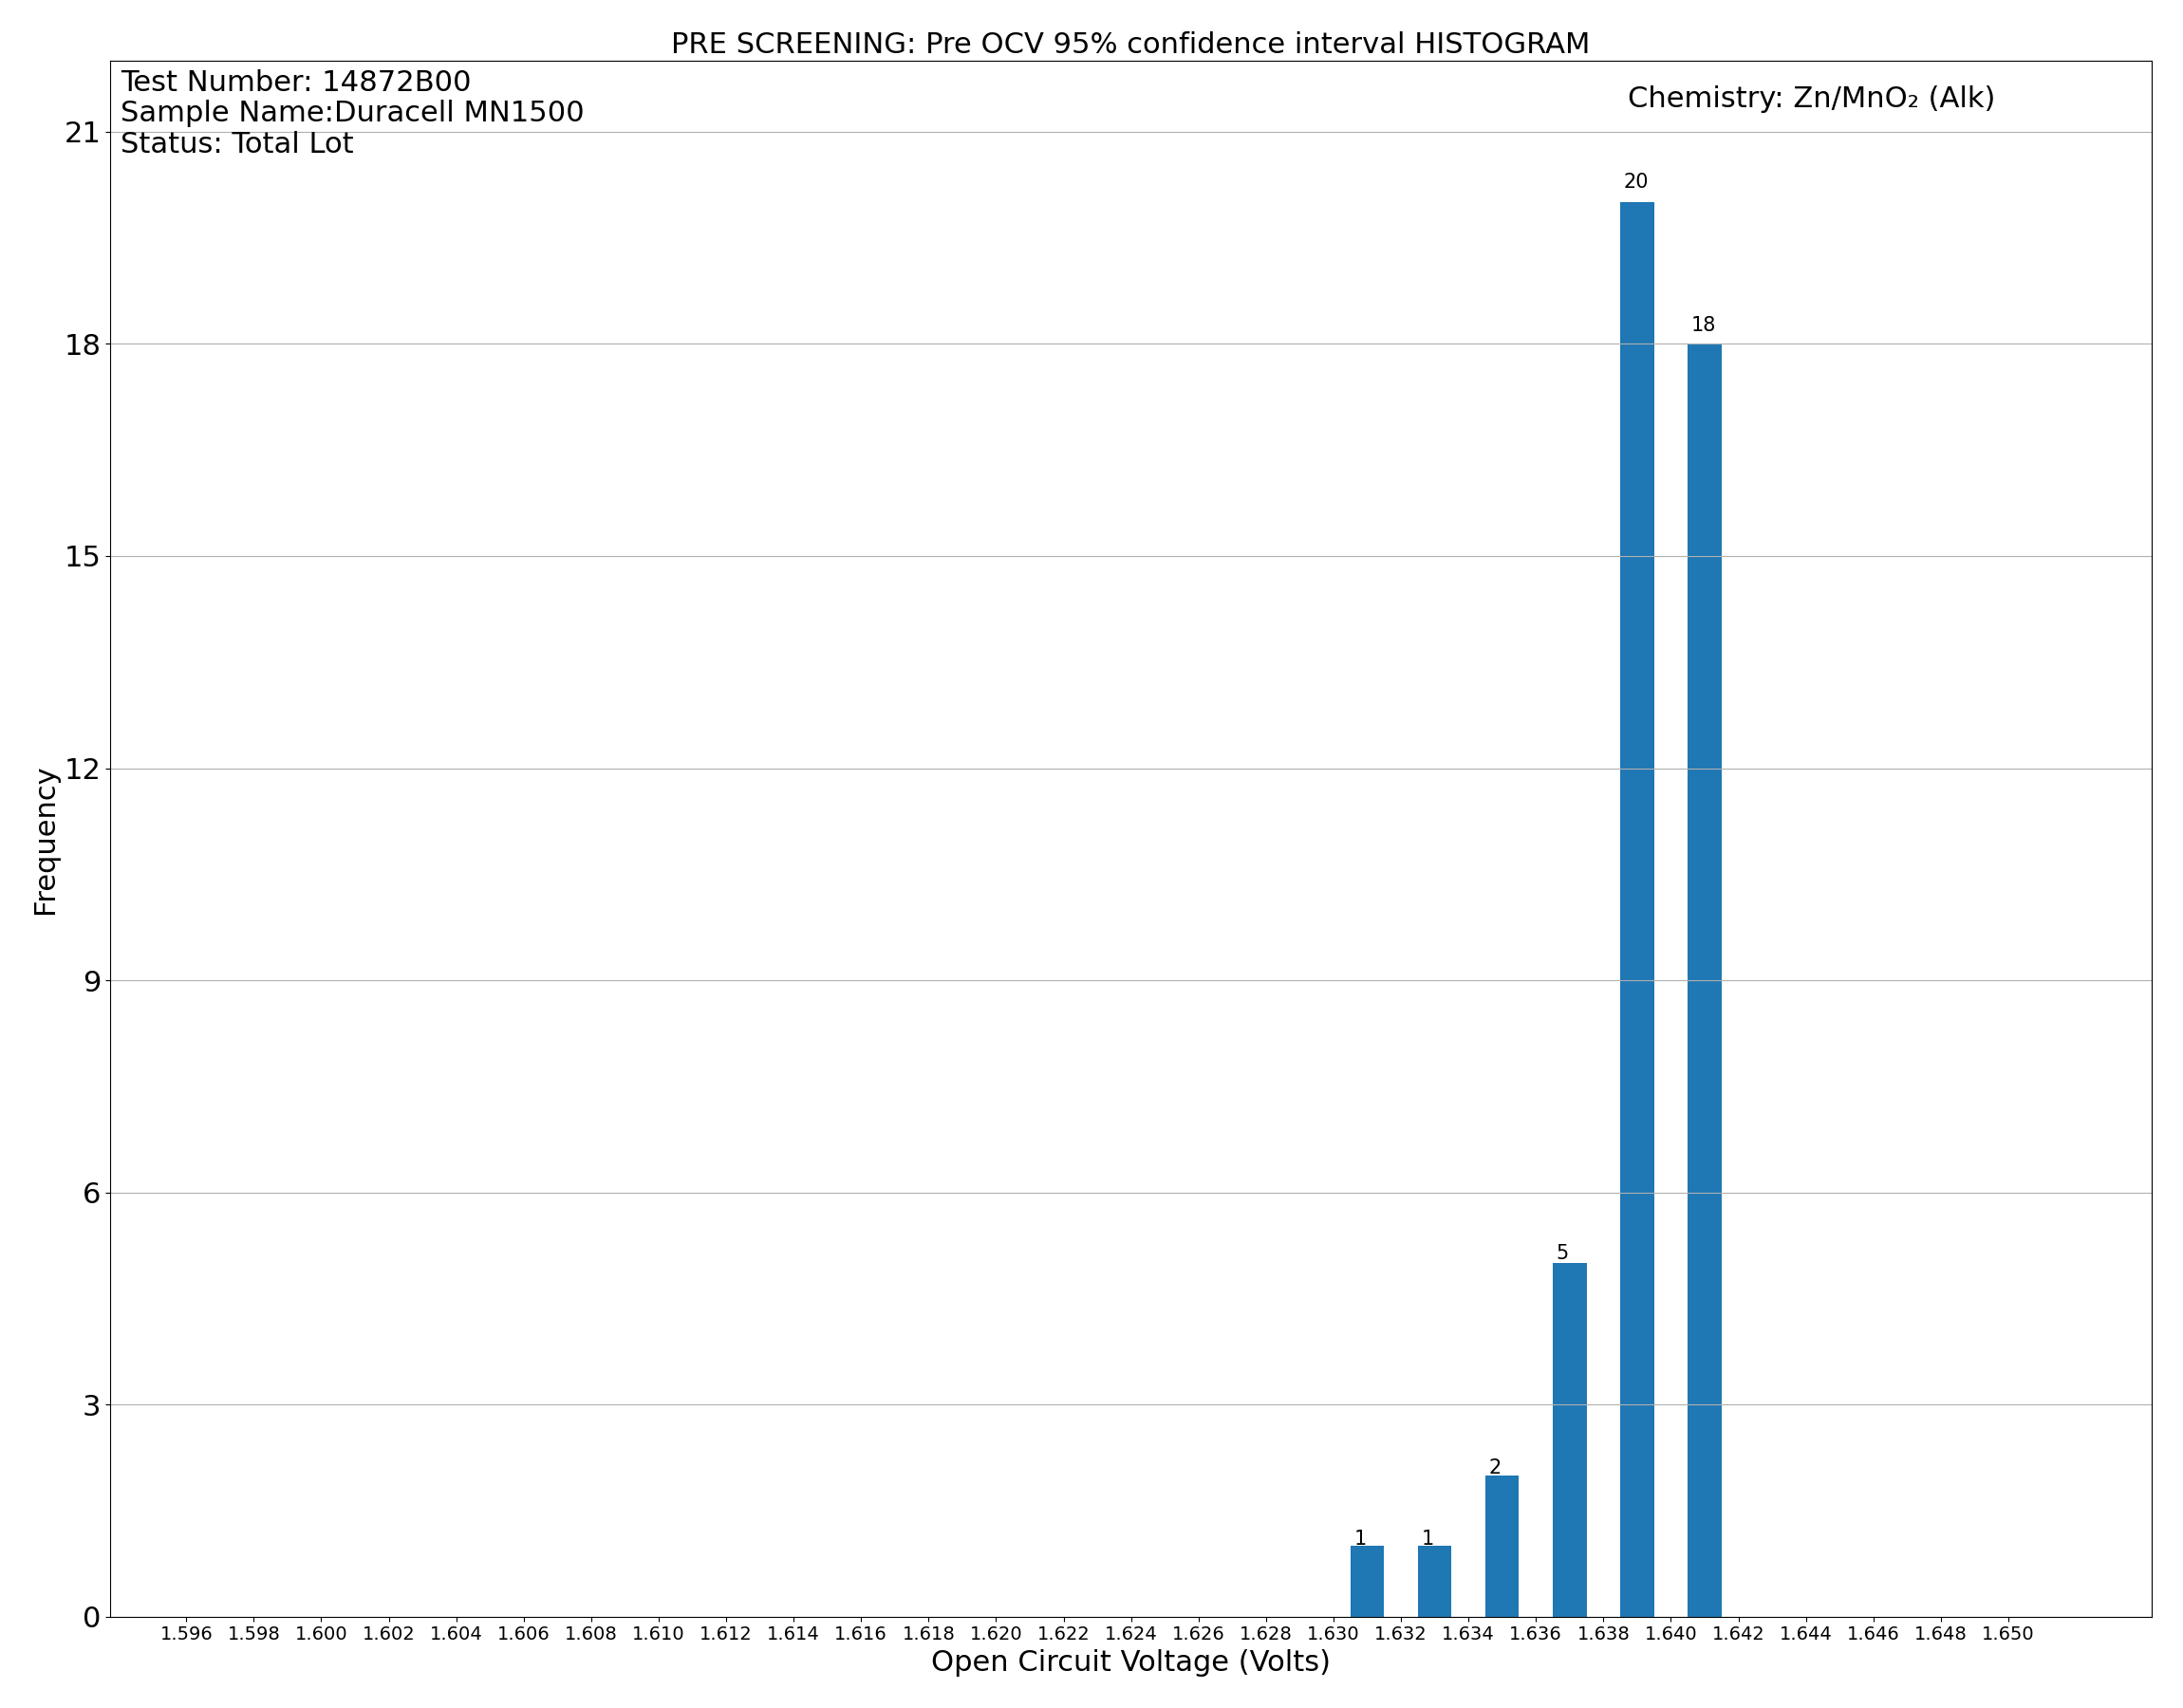 PRE SCREENING: Pre OCV 95% confidence interval HISTOGRAM
Test Number: 14872B00
Sample Name:Duracell MN1500
Status: Total Lot
Chemistry: Zn/MnO₂ (Alk)
21
18
15
12
9
6
3
0
Frequency
20
18
5
2
1
1
1.596 1.598 1.600 1.602 1.604 1.606 1.608 1.610 1.612 1.614 1.616 1.618 1.620 1.622 1.624 1.626 1.628 1.630 1.632 1.634 1.636 1.638 1.640 1.642 1.644 1.646 1.648 1.650
Open Circuit Voltage (Volts)